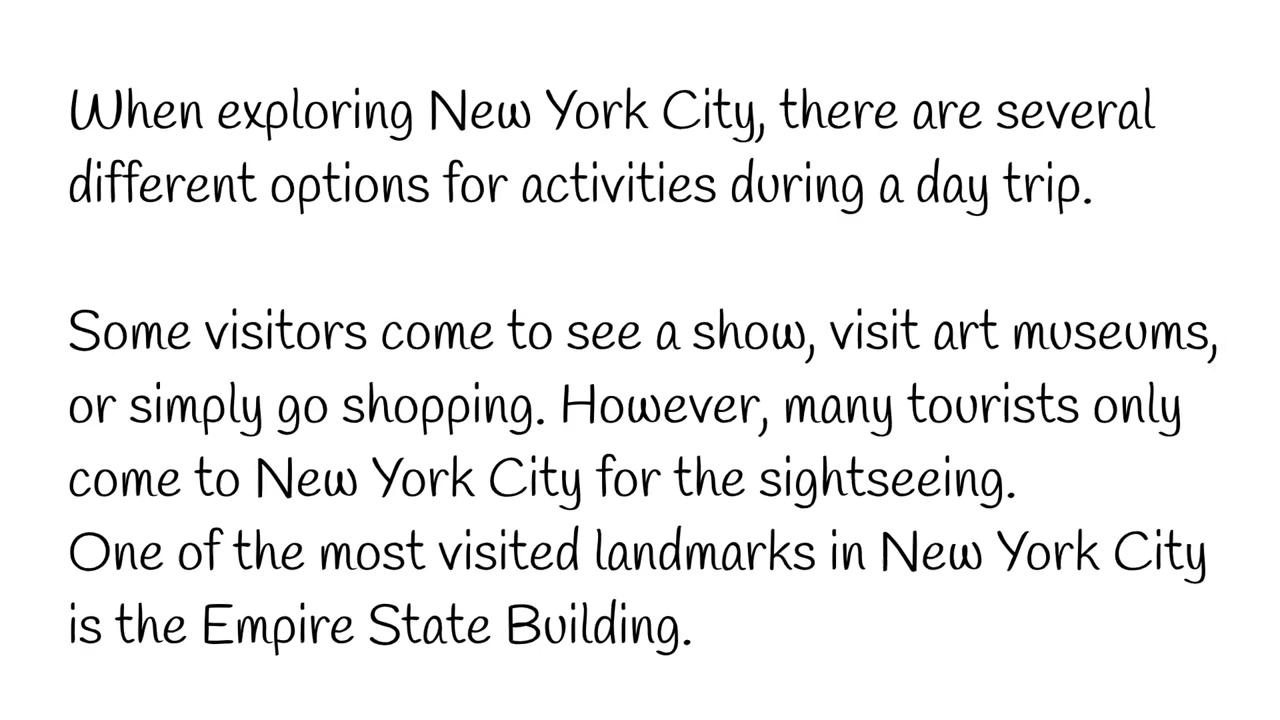 When exploring New York City, there are several
different options for activities during a day trip.
Some visitors come to see a show, visit art museums,
or simply go shopping. However, many tourists only
come to New York City for the sightseeing.
One of the most visited landmarks in New York City
is the Empire State Building.